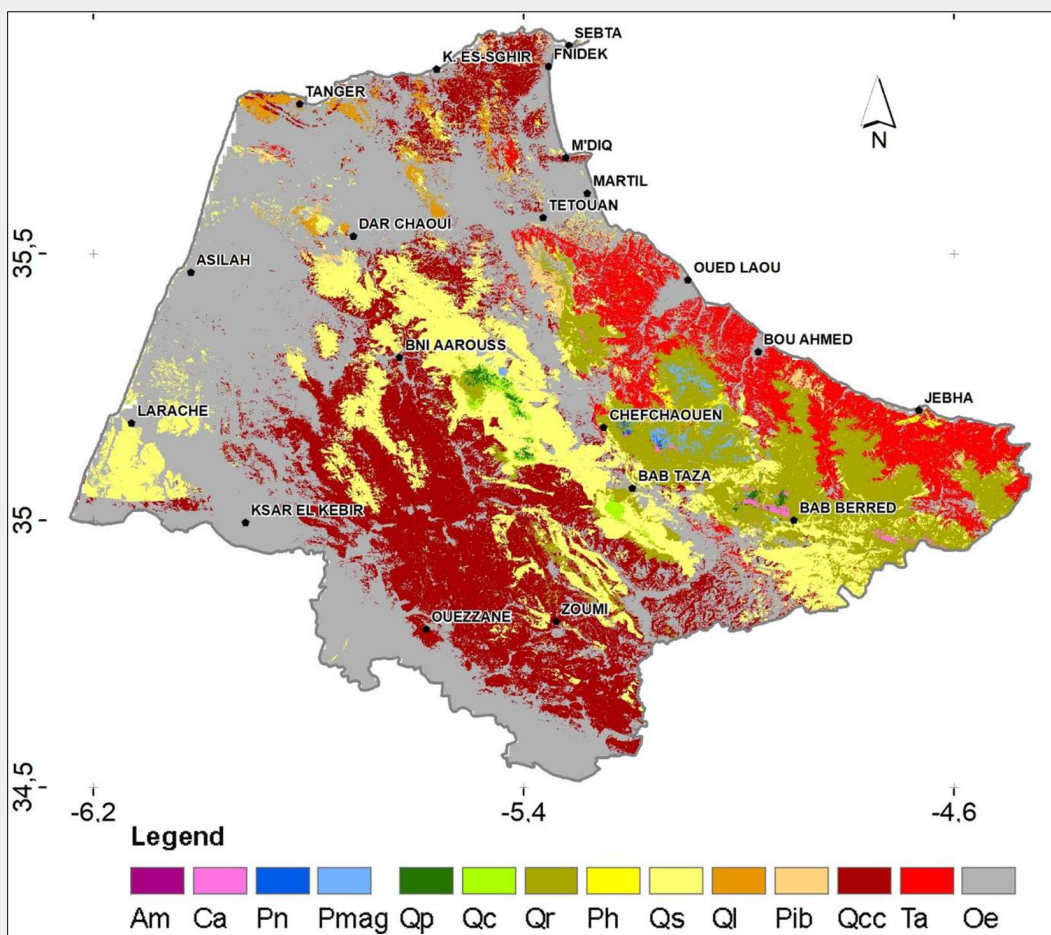 SEBTA
K. ES-SGHIR
FNIDEK
TANGER
N
M'DIQ
MARTIL
TETOUAN
DAR CHAOUI
35,5
ASILAH
OUED LAOU
BOU AHMED
BNI AAROUSS
JEBHA
LARACHE
CHEFCHAOUEN
BAB TAZA
35
KSAR EL KEBIR
BAB BERRED
OUEZZANE
ZOUMI
34,5
-6,2 -5,4 -4,6
Legend
Am Ca Pn Pmag Qp Qc Qr Ph Qs Ql Pib Qcc Ta Oe